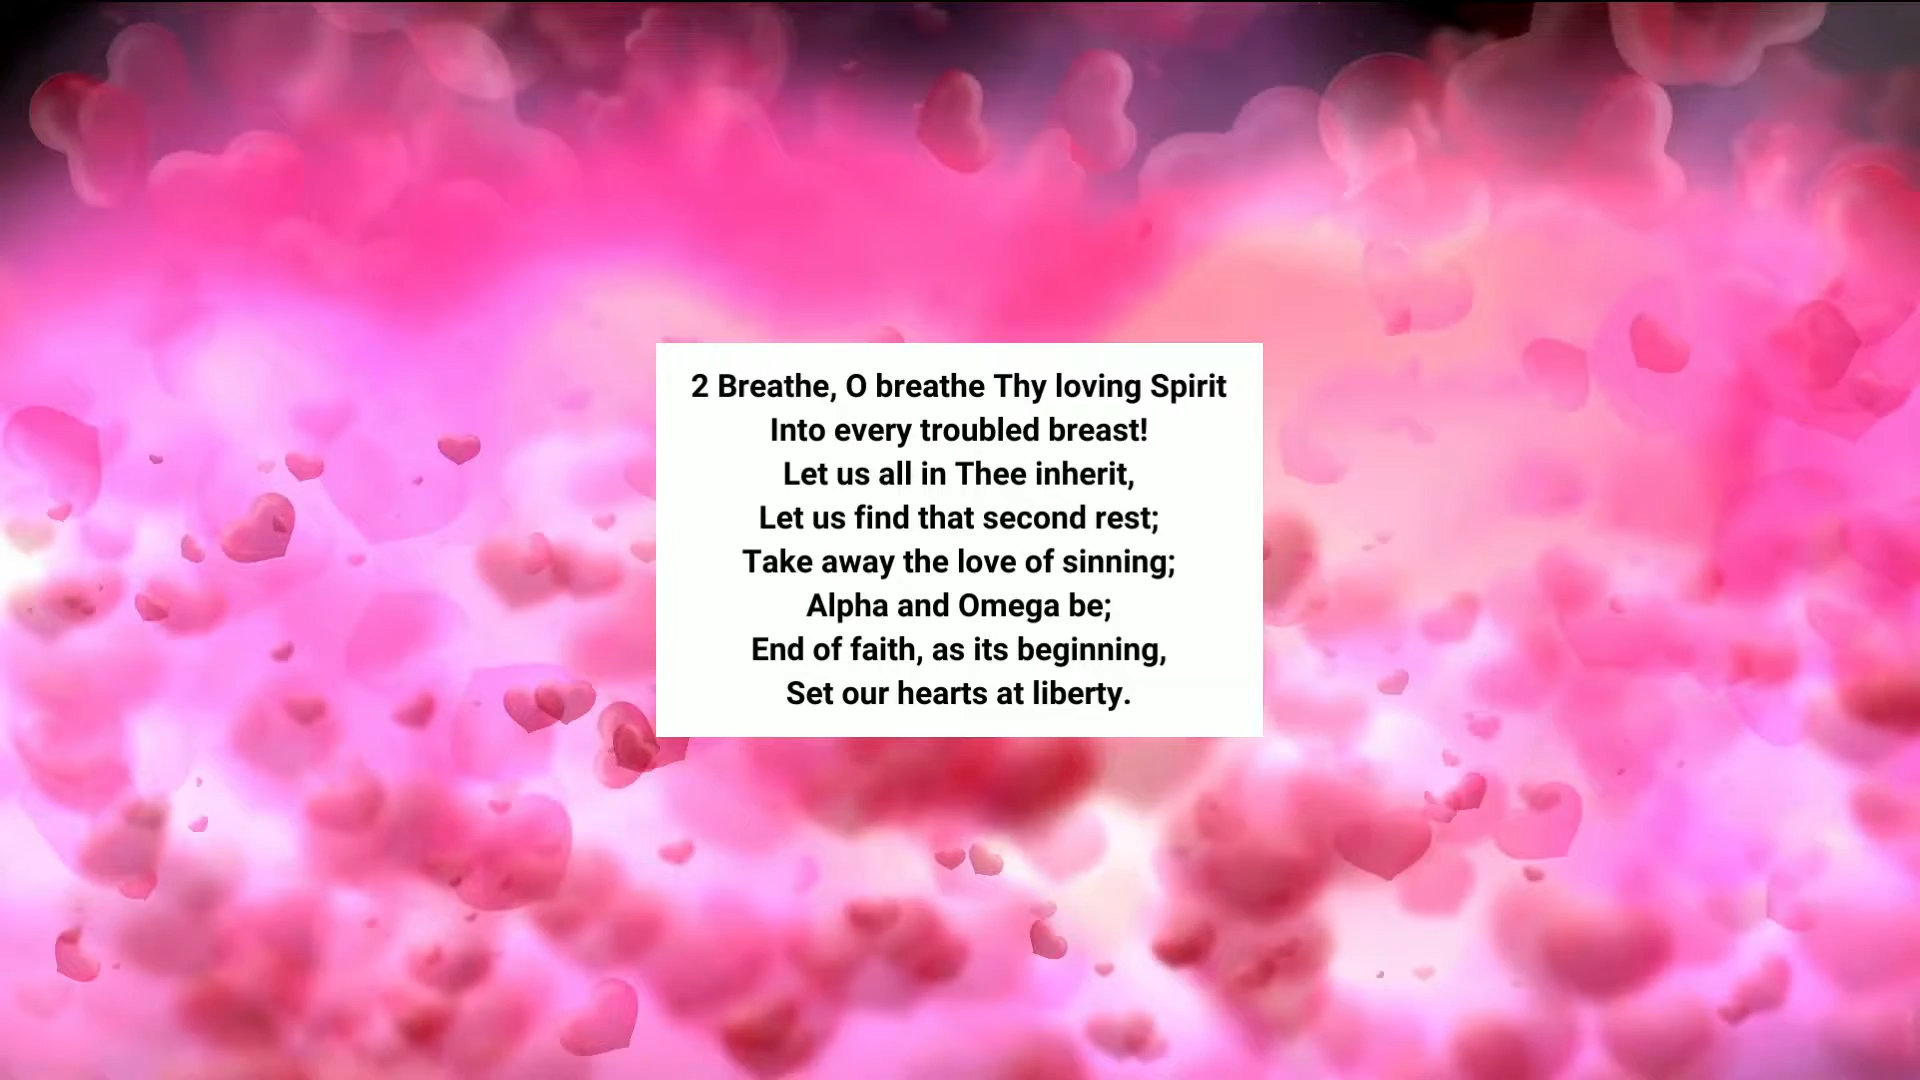 2 Breathe, O breathe Thy loving Spirit
Into every troubled breast!
Let us all in Thee inherit,
Let us find that second rest;
Take away the love of sinning;
Alpha and Omega be;
End of faith, as its beginning,
Set our hearts at liberty.